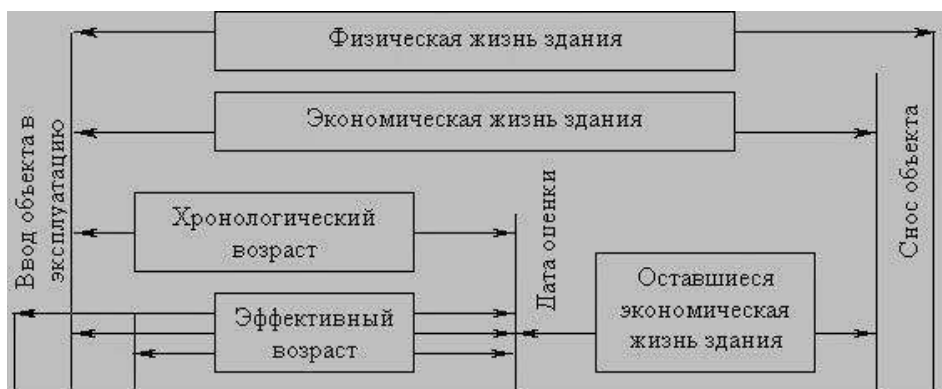 Физическая жизнь здания
Экономическая жизнь здания
Ввод объекта в
эксплуатацию
Хронологический
возраст
Дата оценки
Снос объекта
Эффективный
возраст
Оставшиеся
экономическая
жизнь здания